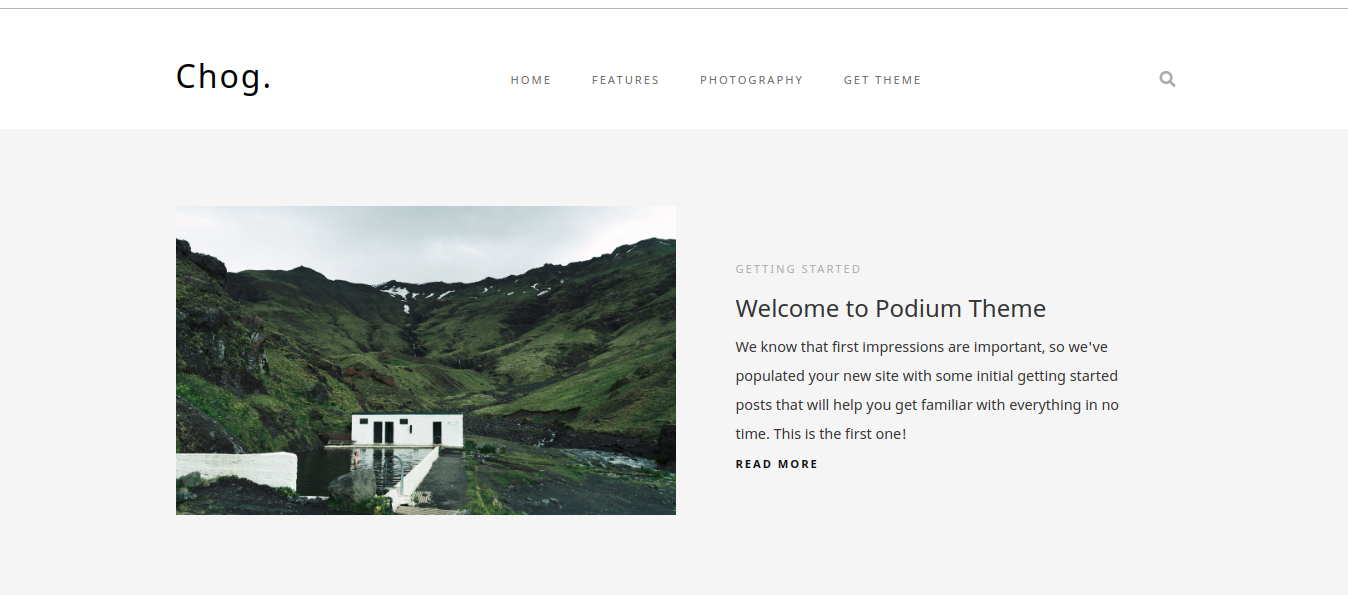 Chog.
HOME FEATURES PHOTOGRAPHY GET THEME
GETTING STARTED
Welcome to Podium Theme
We know that first impressions are important, so we've
populated your new site with some initial getting started
posts that will help you get familiar with everything in no
time. This is the first one!
READ MORE